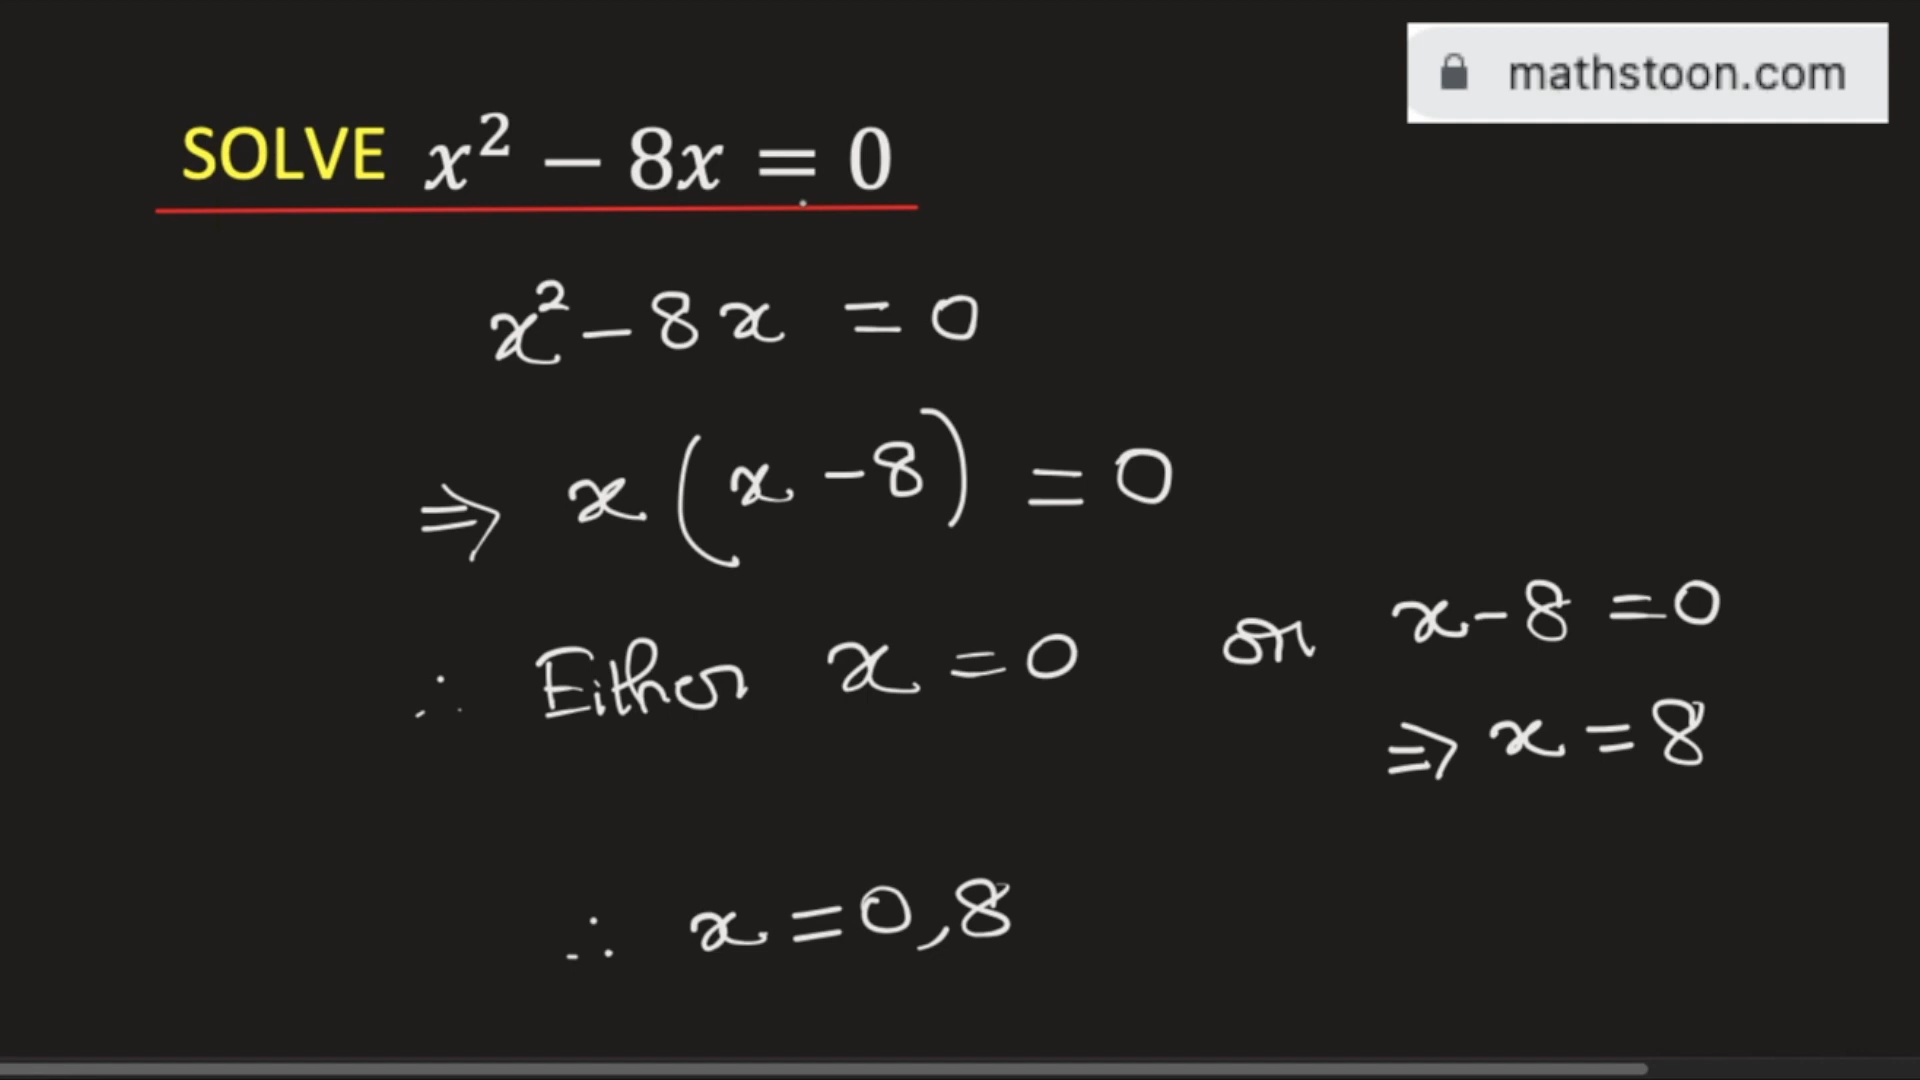 mathstoon.com
SOLVE x² − 8x = 0
x² − 8x = 0
⇒ x(x − 8) = 0
∴ Either x = 0 or x − 8 = 0
⇒ x = 8
∴ x = 0, 8